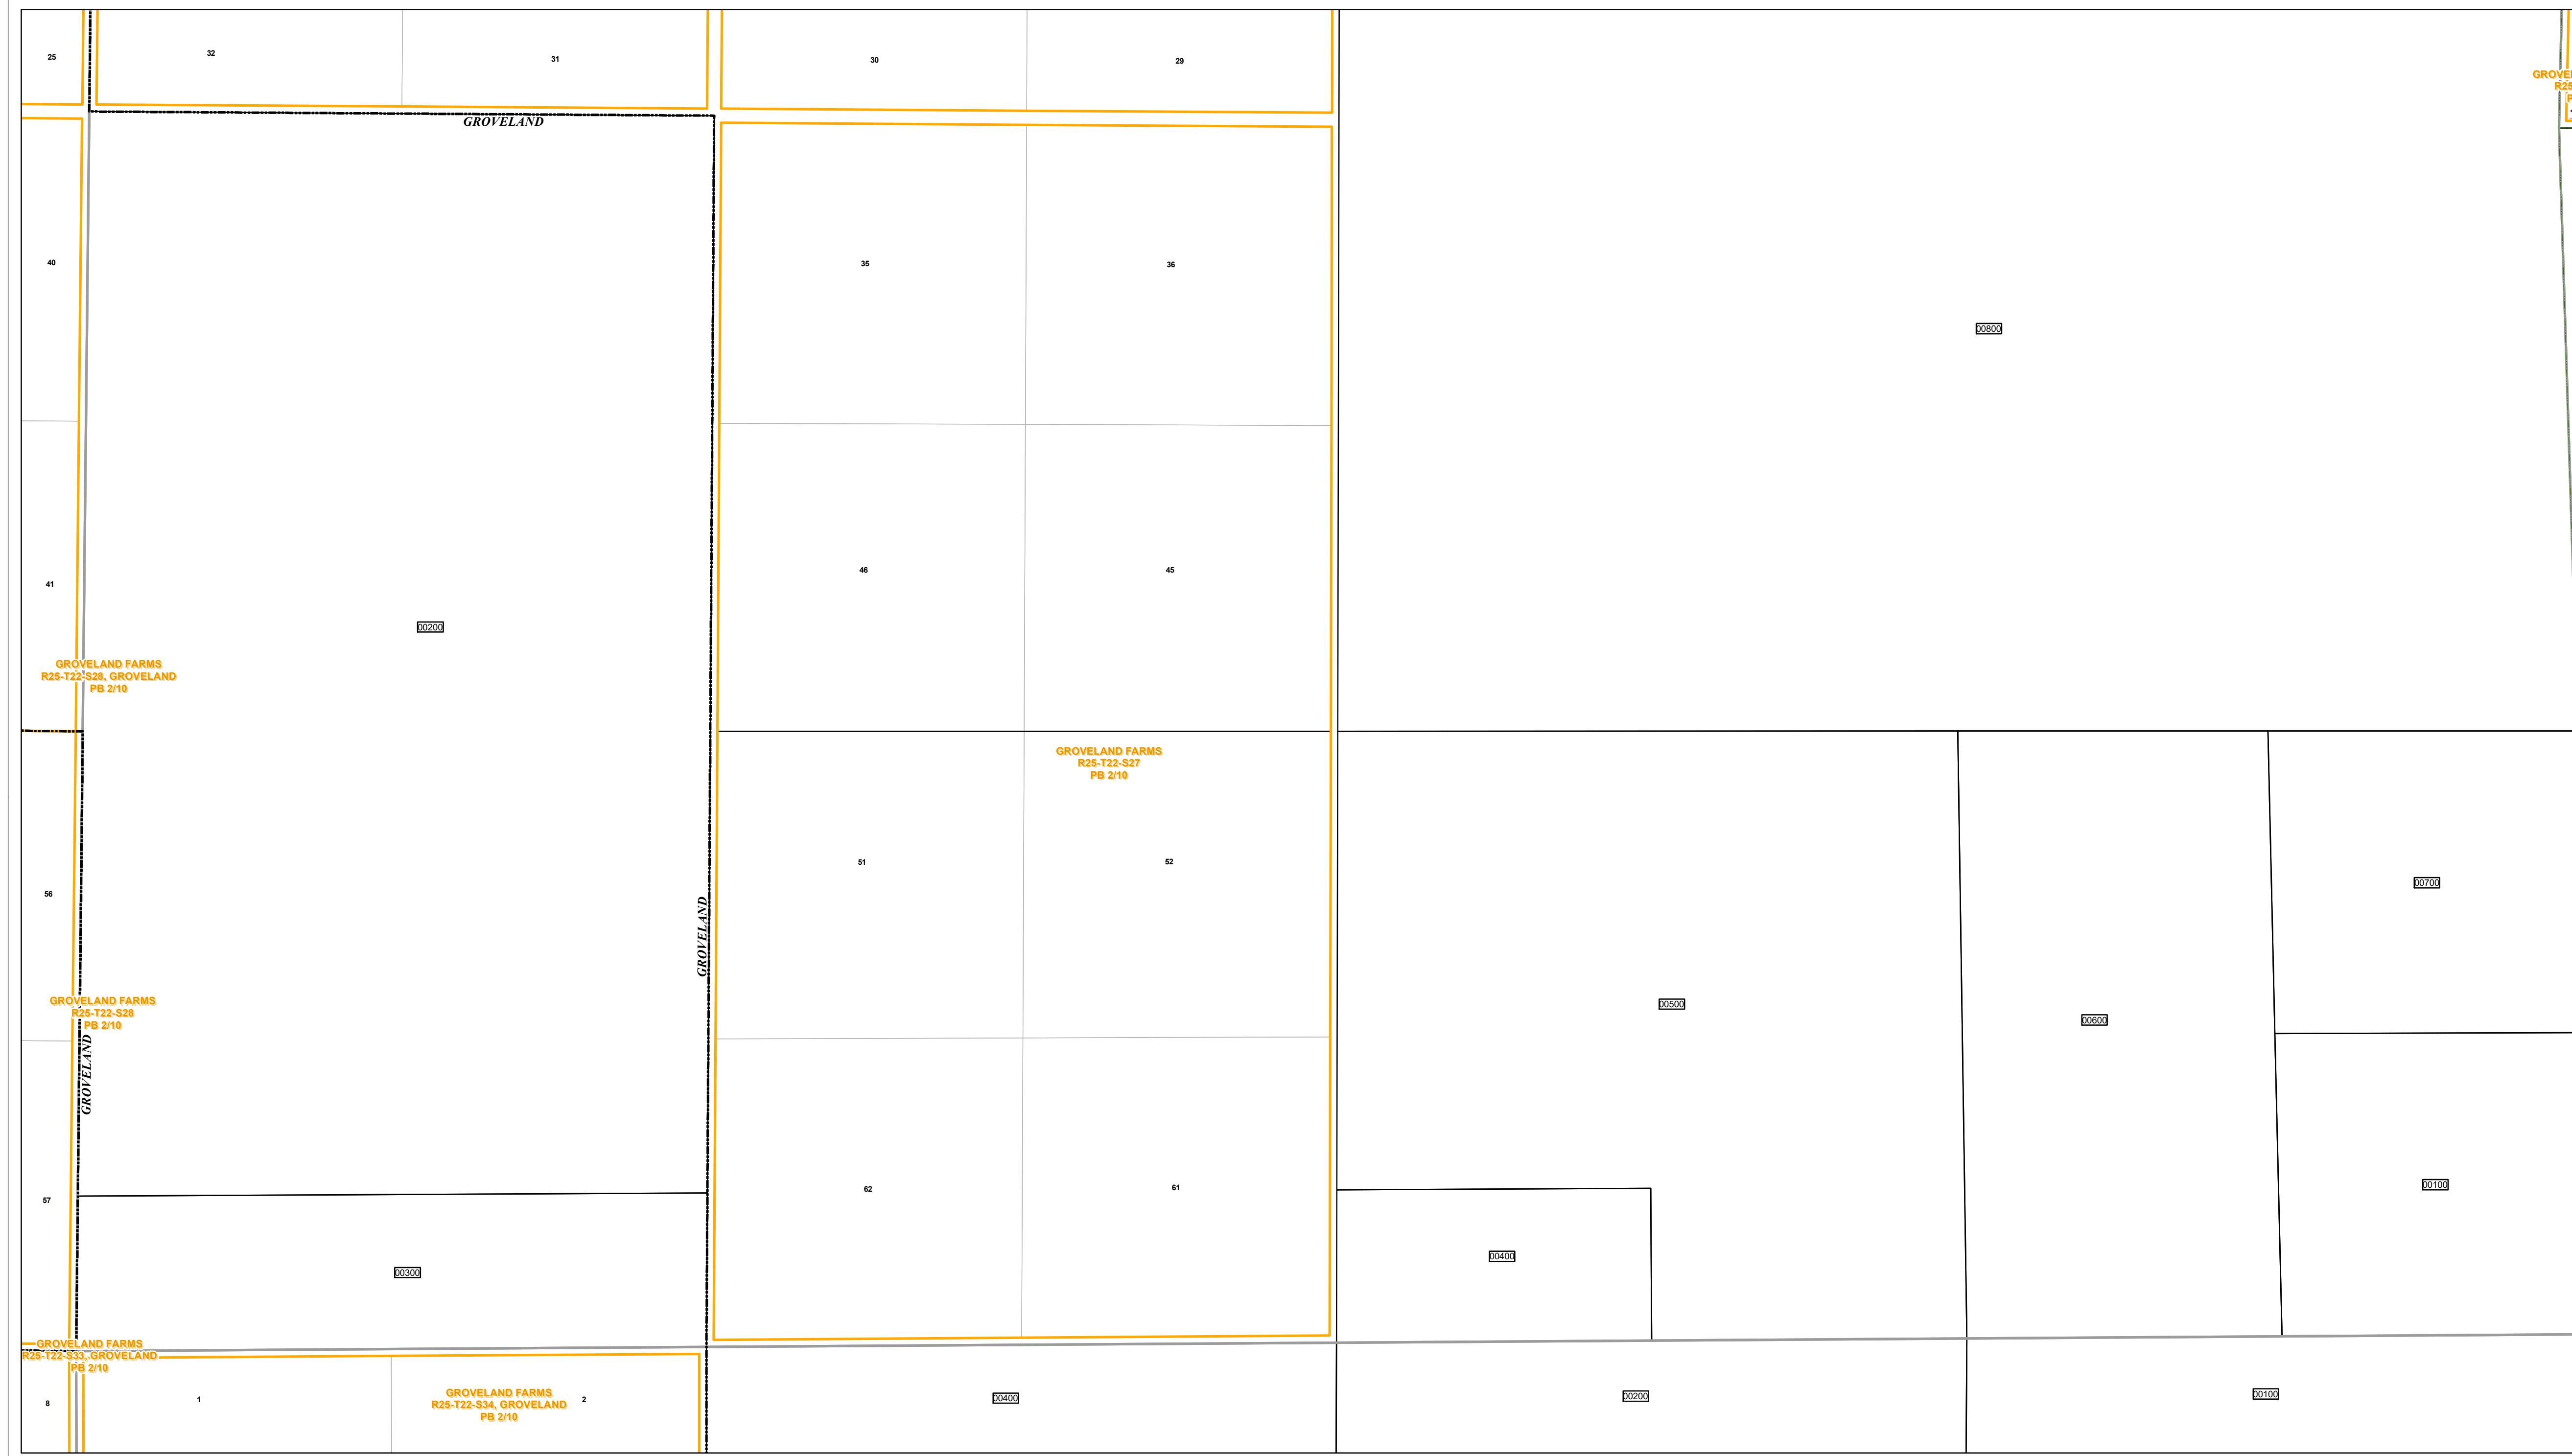 25
32
31
30
29
GROVEL
R25
GROVELAND
40
35
36
00800
41
46
45
00200
GROVELAND FARMS
R25-T22-S28, GROVELAND
PB 2/10
GROVELAND FARMS
R25-T22-S27
PB 2/10
56
51
52
00700
GROVELAND
GROVELAND FARMS
R25-T22-S28
PB 2/10
00500
00600
GROVELAND
57
62
61
00100
00300
00400
GROVELAND FARMS
R25-T22-S33, GROVELAND
PB 2/10
8
1
GROVELAND FARMS
R25-T22-S34, GROVELAND
PB 2/10
2
00400
00200
00100